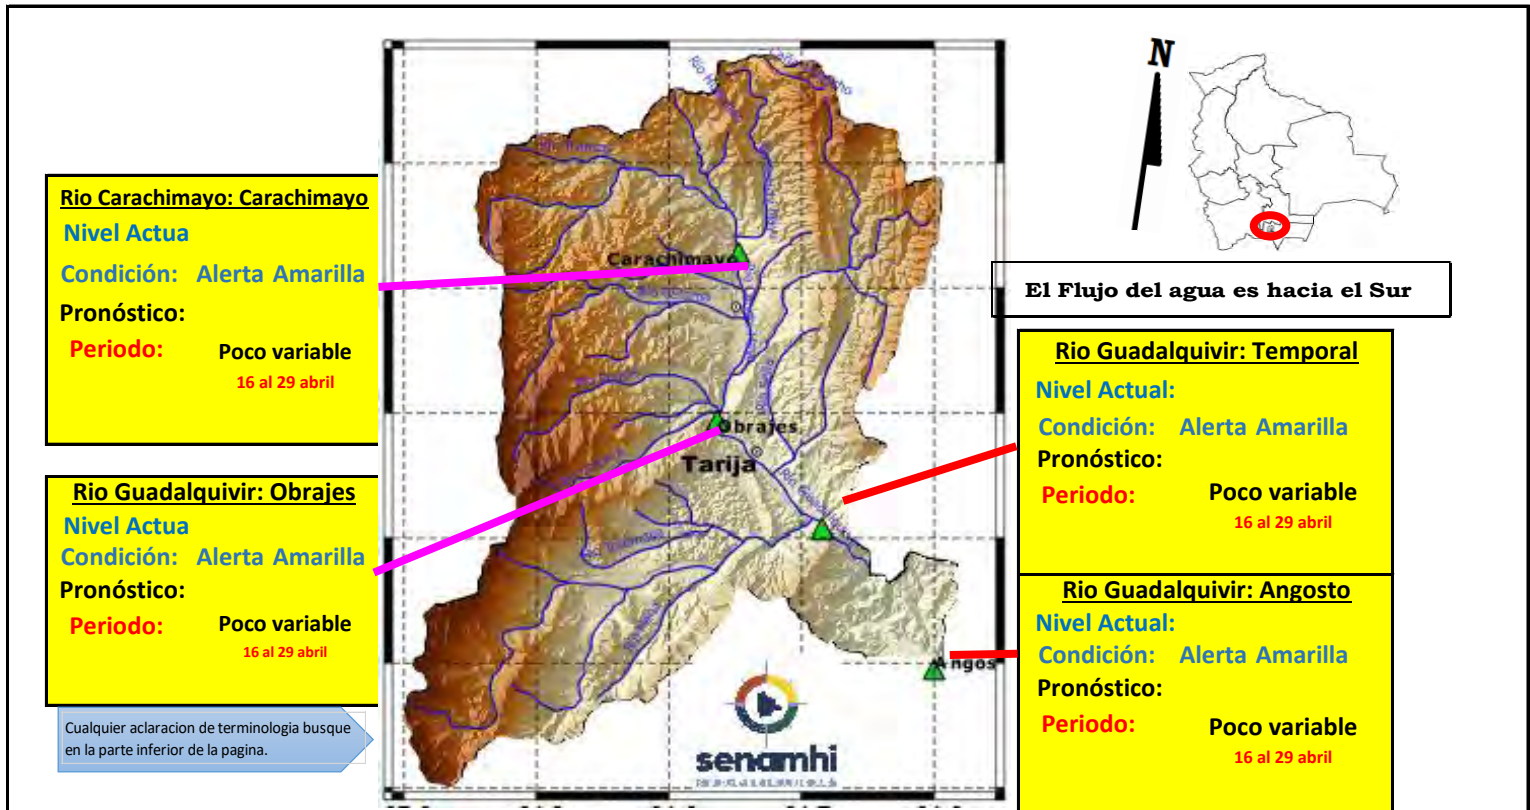 Rio Carachimayo: Carachimayo
Nivel Actua
Condición: Alerta Amarilla
Pronóstico:
Periodo: Poco variable
16 al 29 abril
Rio Guadalquivir: Obrajes
Nivel Actua
Condición: Alerta Amarilla
Pronóstico:
Periodo: Poco variable
16 al 29 abril
Cualquier aclaracion de terminologia busque
en la parte inferior de la pagina.
Carachimayo
Obrajes
Tarija
Angos
senamhi
N
El Flujo del agua es hacia el Sur
Rio Guadalquivir: Temporal
Nivel Actual:
Condición: Alerta Amarilla
Pronóstico:
Periodo: Poco variable
16 al 29 abril
Rio Guadalquivir: Angosto
Nivel Actual:
Condición: Alerta Amarilla
Pronóstico:
Periodo: Poco variable
16 al 29 abril